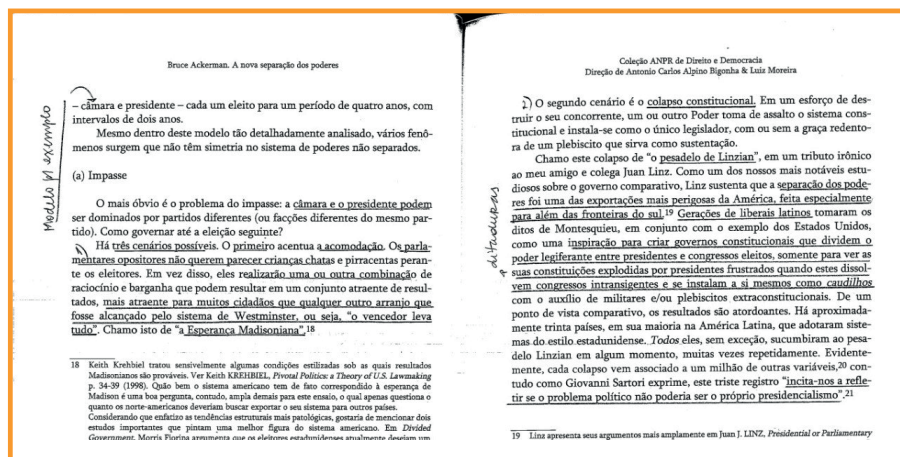 Bruce Ackerman. A nova separação dos poderes
Modelo p/ exemplo
– câmara e presidente – cada um eleito para um período de quatro anos, com
intervalos de dois anos.
Mesmo dentro deste modelo tão detalhadamente analisado, vários fenô-
menos surgem que não têm simetria no sistema de poderes não separados.
(a) Impasse
O mais óbvio é o problema do impasse: a câmara e o presidente podem
ser dominados por partidos diferentes (ou facções diferentes do mesmo par-
tido). Como governar até a eleição seguinte?
1) Há três cenários possíveis. O primeiro acentua a acomodação. Os parla-
mentares opositores não querem parecer crianças chatas e pirracentas peran-
te os eleitores. Em vez disso, eles realizarão uma ou outra combinação de
raciocínio e barganha que podem resultar em um conjunto atraente de resul-
tados, mais atraente para muitos cidadãos que qualquer outro arranjo que
fosse alcançado pelo sistema de Westminster, ou seja, “o vencedor leva
tudo”. Chamo isto de “a Esperança Madisoniana”.18
18 Keith Krehbiel tratou sensivelmente algumas condições estilizadas sob as quais resultados
Madisonianos são prováveis. Ver Keith KREHBIEL, Pivotal Politics: a Theory of U.S. Lawmaking
p. 34-39 (1998). Quão bem o sistema americano tem de fato correspondido à esperança de
Madison é uma boa pergunta, contudo, ampla demais para este ensaio, o qual apenas questiona o
quanto os norte-americanos deveriam buscar exportar o seu sistema para outros países.
Considerando que enfatizo as tendências estruturais mais patológicas, gostaria de mencionar dois
estudos importantes que pintam uma melhor figura do sistema americano. Em Divided
Government, Morris Fiorina argumenta que os eleitores estadunidenses atualmente desejam um
Coleção ANPR de Direito e Democracia
Direção de Antonio Carlos Alpino Bigonha & Luiz Moreira
2) O segundo cenário é o colapso constitucional. Em um esforço de des-
truir o seu concorrente, um ou outro Poder toma de assalto o sistema cons-
titucional e instala-se como o único legislador, com ou sem a graça redento-
ra de um plebiscito que sirva como sustentação.
Chamo este colapso de “o pesadelo de Linzian”, em um tributo irônico
ao meu amigo e colega Juan Linz. Como um dos nossos mais notáveis estu-
diosos sobre o governo comparativo, Linz sustenta que a separação dos pode-
res foi uma das exportações mais perigosas da América, feita especialmente
para além das fronteiras do sul.19 Gerações de liberais latinos tomaram os
ditos de Montesquieu, em conjunto com o exemplo dos Estados Unidos,
como uma inspiração para criar governos constitucionais que dividem o
poder legiferante entre presidentes e congressos eleitos, somente para ver as
suas constituições explodidas por presidentes frustrados quando estes dissol-
vem congressos intransigentes e se instalam a si mesmos como caudilhos
com o auxílio de militares e/ou plebiscitos extraconstitucionais. De um
ponto de vista comparativo, os resultados são atordoantes. Há aproximada-
mente trinta países, em sua maioria na América Latina, que adotaram siste-
mas do estilo estadunidense. Todos eles, sem exceção, sucumbiram ao pesa-
delo Linzian em algum momento, muitas vezes repetidamente. Evidente-
mente, cada colapso vem associado a um milhão de outras variáveis,20 con-
tudo como Giovanni Sartori exprime, este triste registro “incita-nos a refle-
tir se o problema político não poderia ser o próprio presidencialismo”.21
ditaduras
19 Linz apresenta seus argumentos mais amplamente em Juan J. LINZ, Presidential or Parliamentary